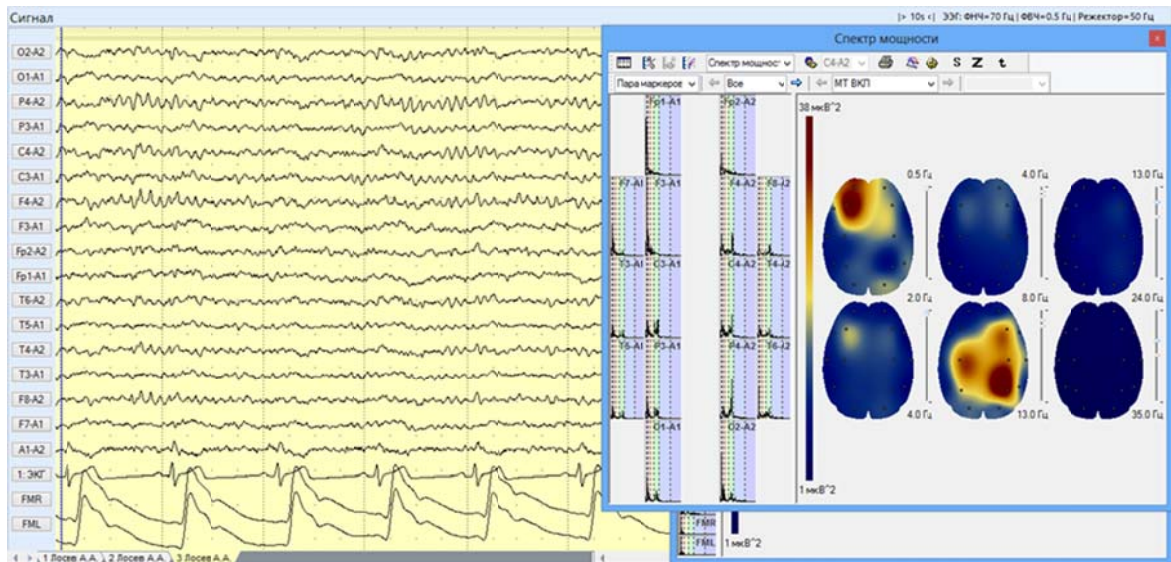 Сигнал
|> 10s <| ЭЭГ: ФНЧ=70 Гц | ФВЧ=0.5 Гц | Режектор=50 Гц
O2-A2
O1-A1
P4-A2
P3-A1
C4-A2
C3-A1
F4-A2
F3-A1
Fp2-A2
Fp1-A1
T6-A2
T5-A1
T4-A2
T3-A1
F8-A2
F7-A1
A1-A2
1: ЭКГ
FMR
FML
1 Лосев А.А. 2 Лосев А.А. 3 Лосев А.А.
Спектр мощности
Спектр мощност C4-A2 S Z t
Пара маркеров Все МТ ВКП
Fp1-A1 Fp2-A2
F7-A1 F3-A1 F4-A2 F8-A2
T3-A1 C3-A1 C4-A2 T4-A2
P3-A1 P4-A2 T6-A2
O1-A1 O2-A2
38 мкВ^2
0.5 Гц 4.0 Гц 13.0 Гц
2.0 Гц 8.0 Гц 24.0 Гц
4.0 Гц 13.0 Гц 35.0 Гц
1 мкВ^2
FMR
FML 1 мкВ^2